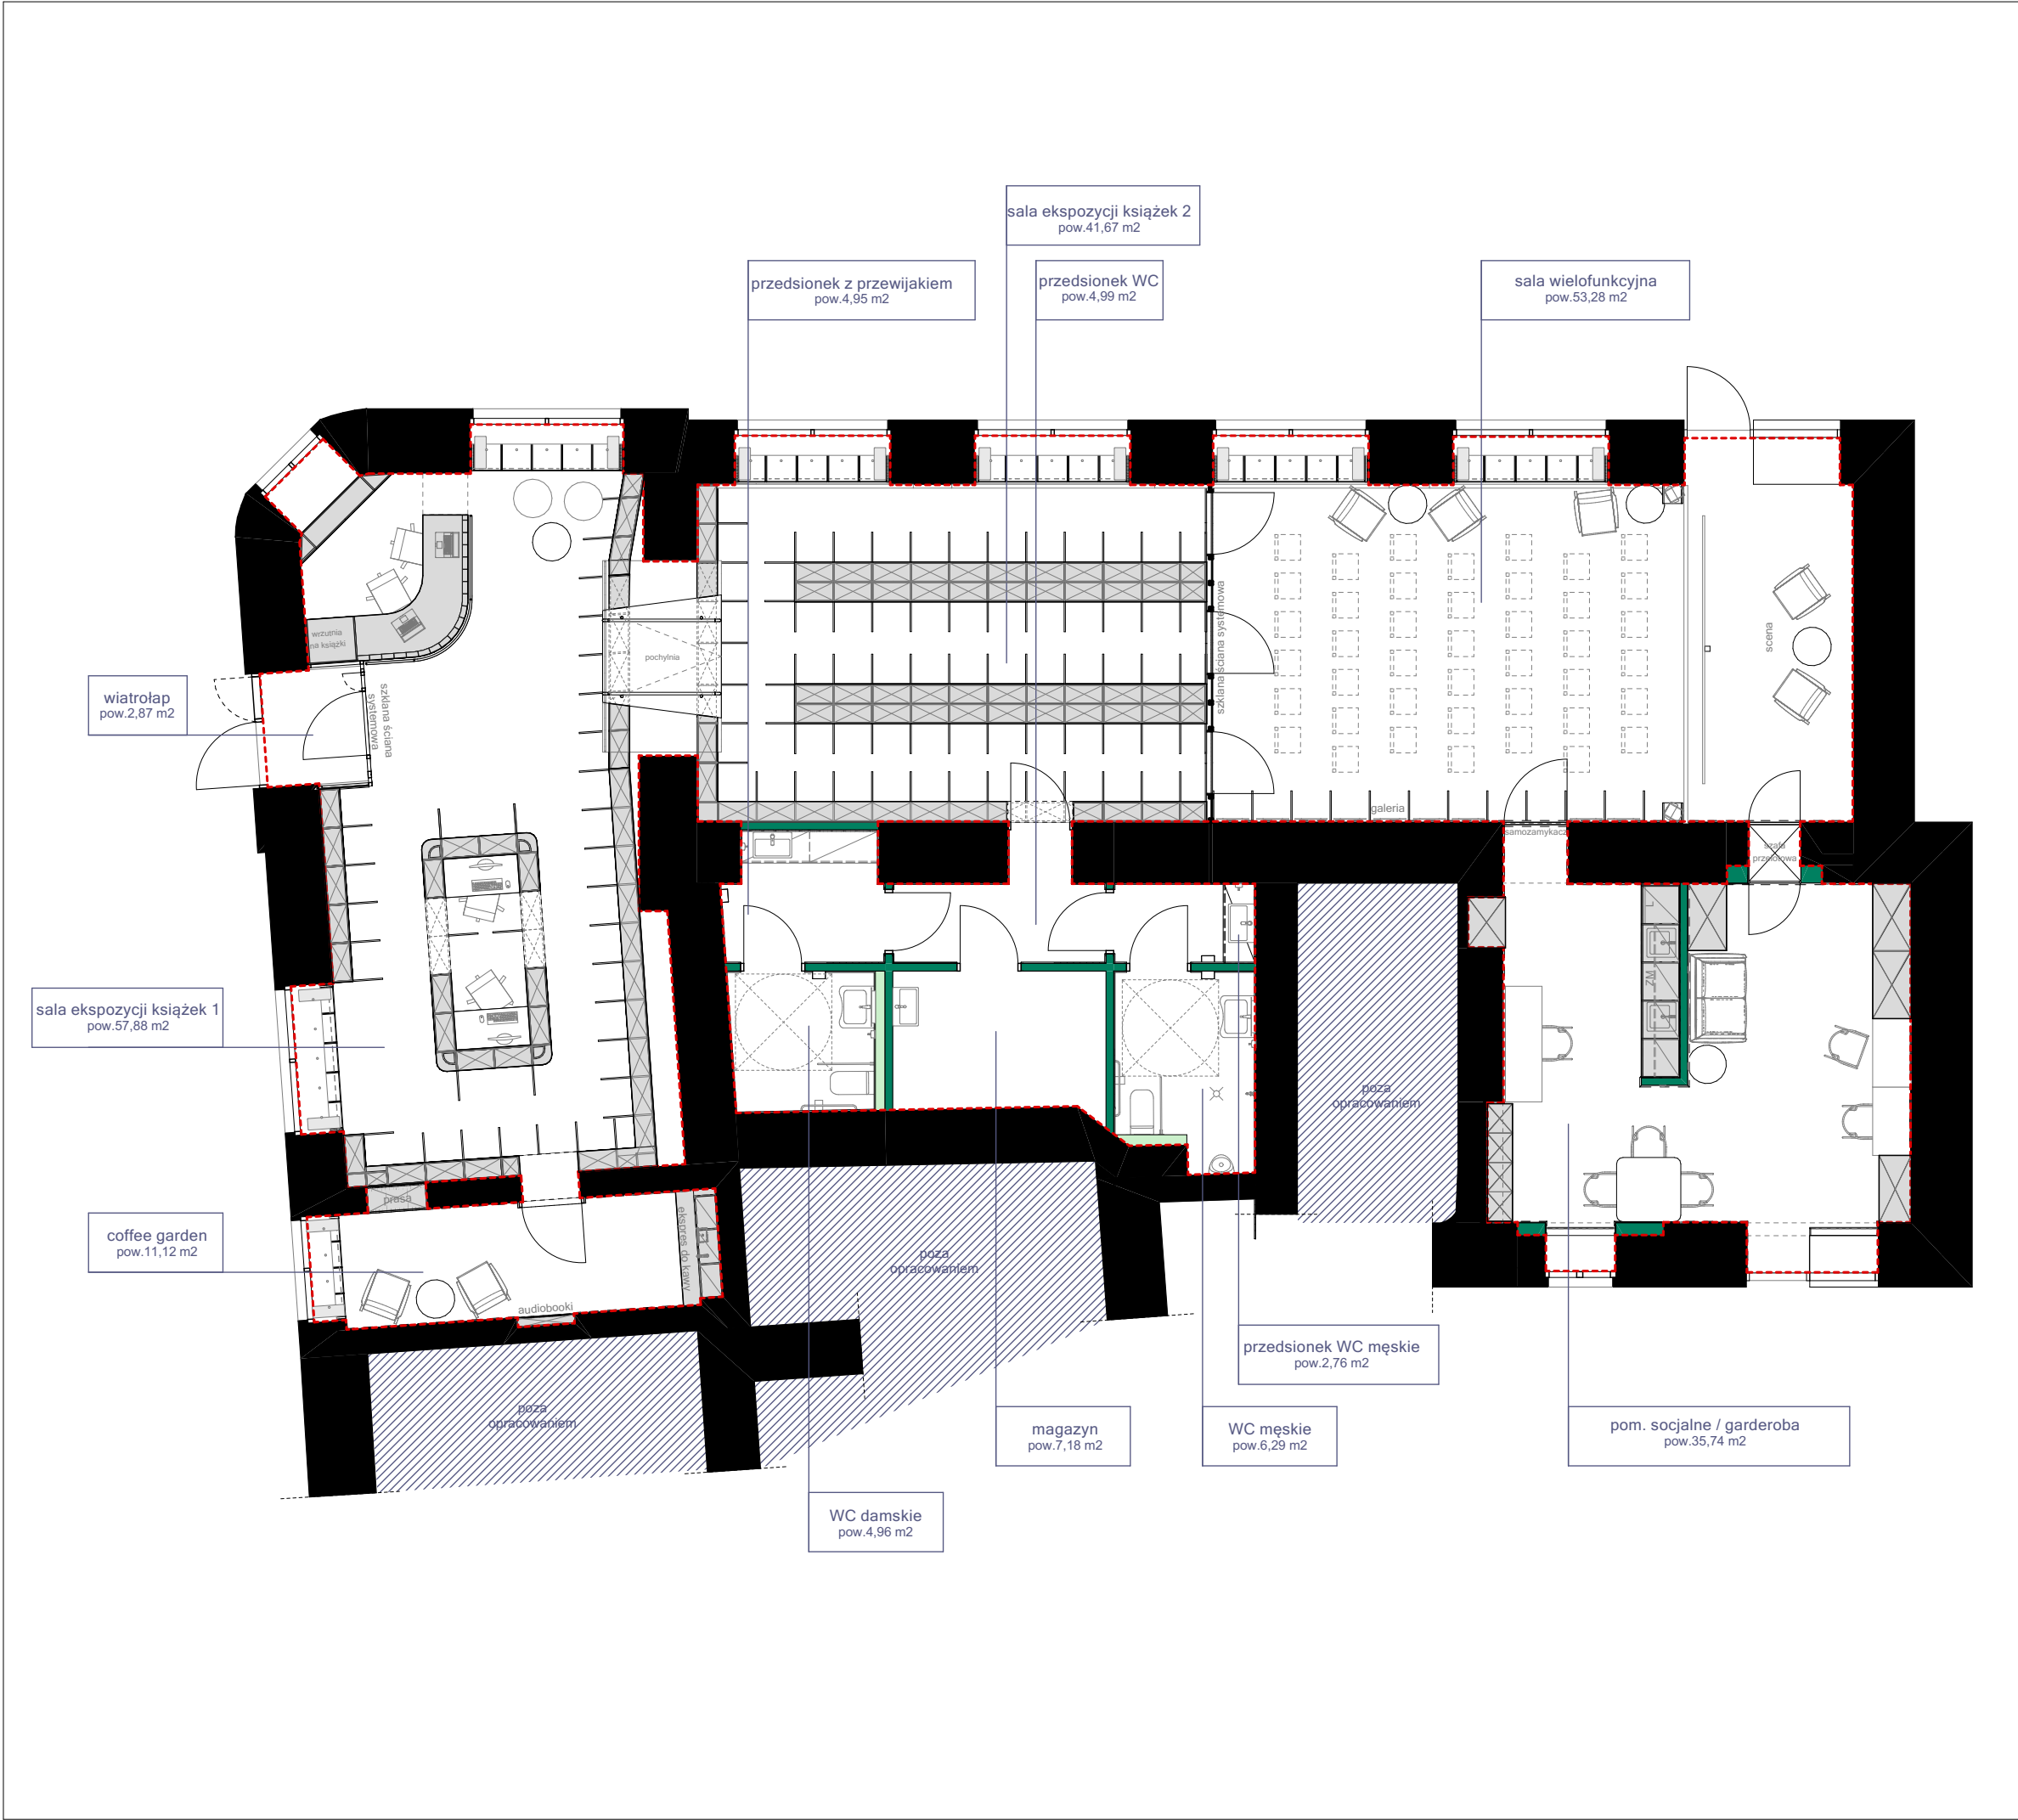 sala ekspozycji książek 2
pow.41,67 m2
przedsionek z przewijakiem
pow.4,95 m2
przedsionek WC
pow.4,99 m2
sala wielofunkcyjna
pow.53,28 m2
wrzutnia
na książki
pochylnia
szklana ściana systemowa
scena
wiatrołap
pow.2,87 m2
szklana ściana
systemowa
galeria
samozamykacz
szafa
przelotowa
L
ZM
sala ekspozycji książek 1
pow.57,88 m2
poza
opracowaniem
prasa
coffee garden
pow.11,12 m2
ekspres do kawy
audiobooki
poza
opracowaniem
przedsionek WC męskie
pow.2,76 m2
poza
opracowaniem
magazyn
pow.7,18 m2
WC męskie
pow.6,29 m2
pom. socjalne / garderoba
pow.35,74 m2
WC damskie
pow.4,96 m2